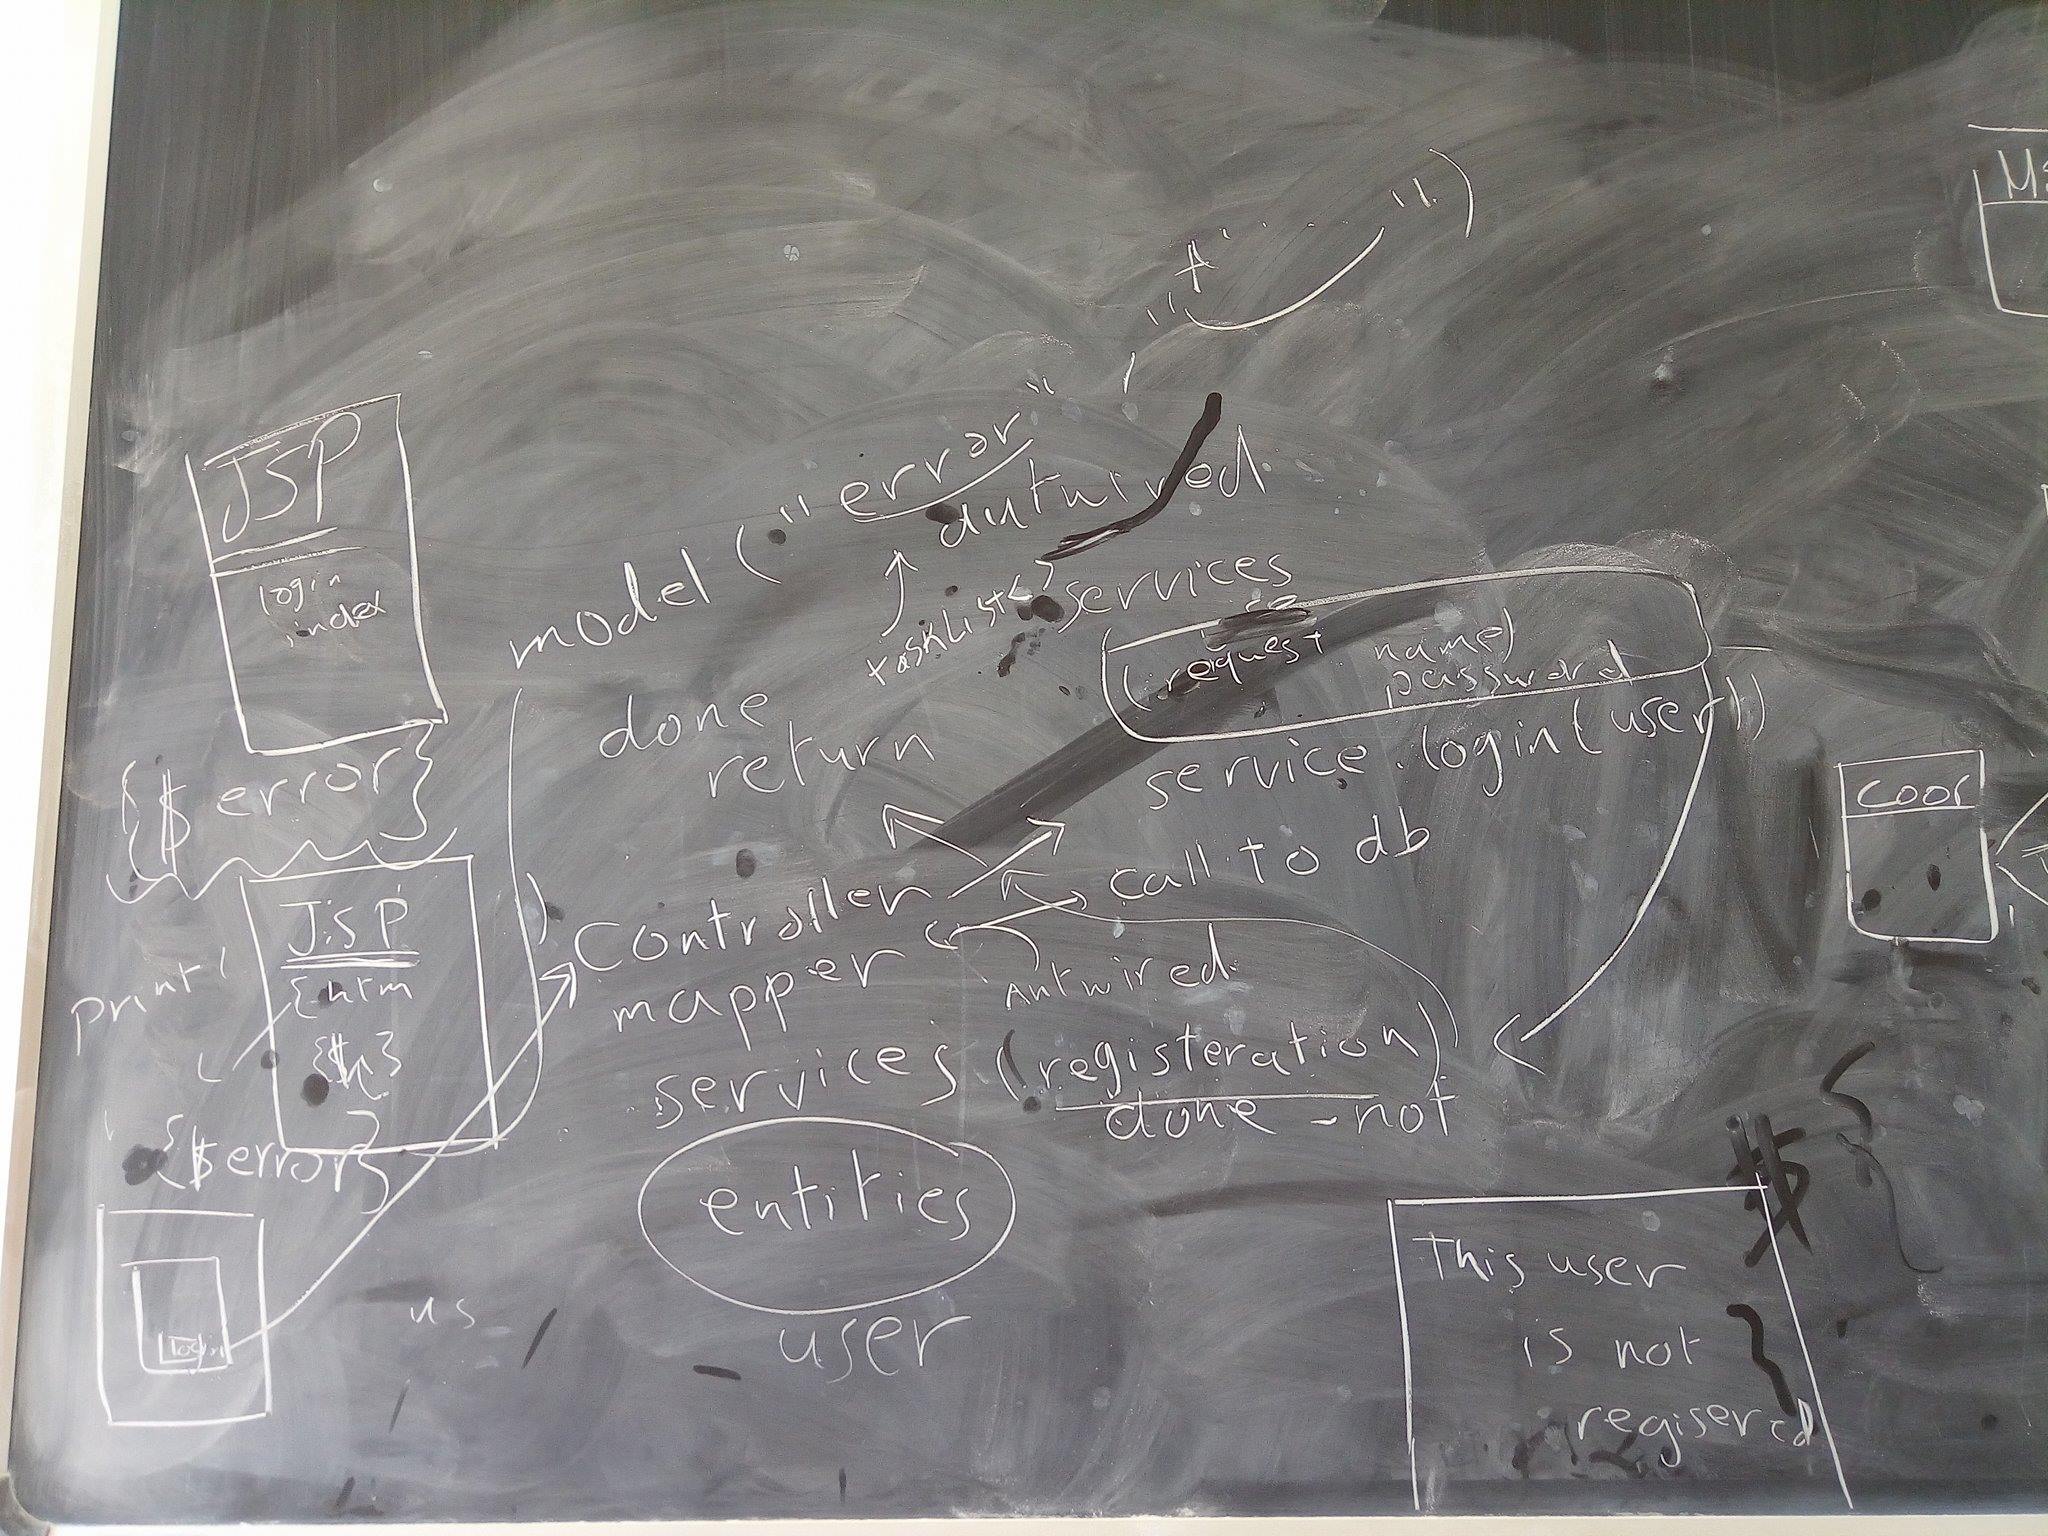 JSP
login
index
{$ error}
JSP
{htm
{$n}
print
{$ error}
login
us
model ( " error " ,
" + " " )
autwired
taskList<>
services
(request name)
password
done
return
service.login(user))
call to db
Controller
mapper
Autwired
services (registeration)
done - not
entities
user
coor
$
This user
is not
regisered